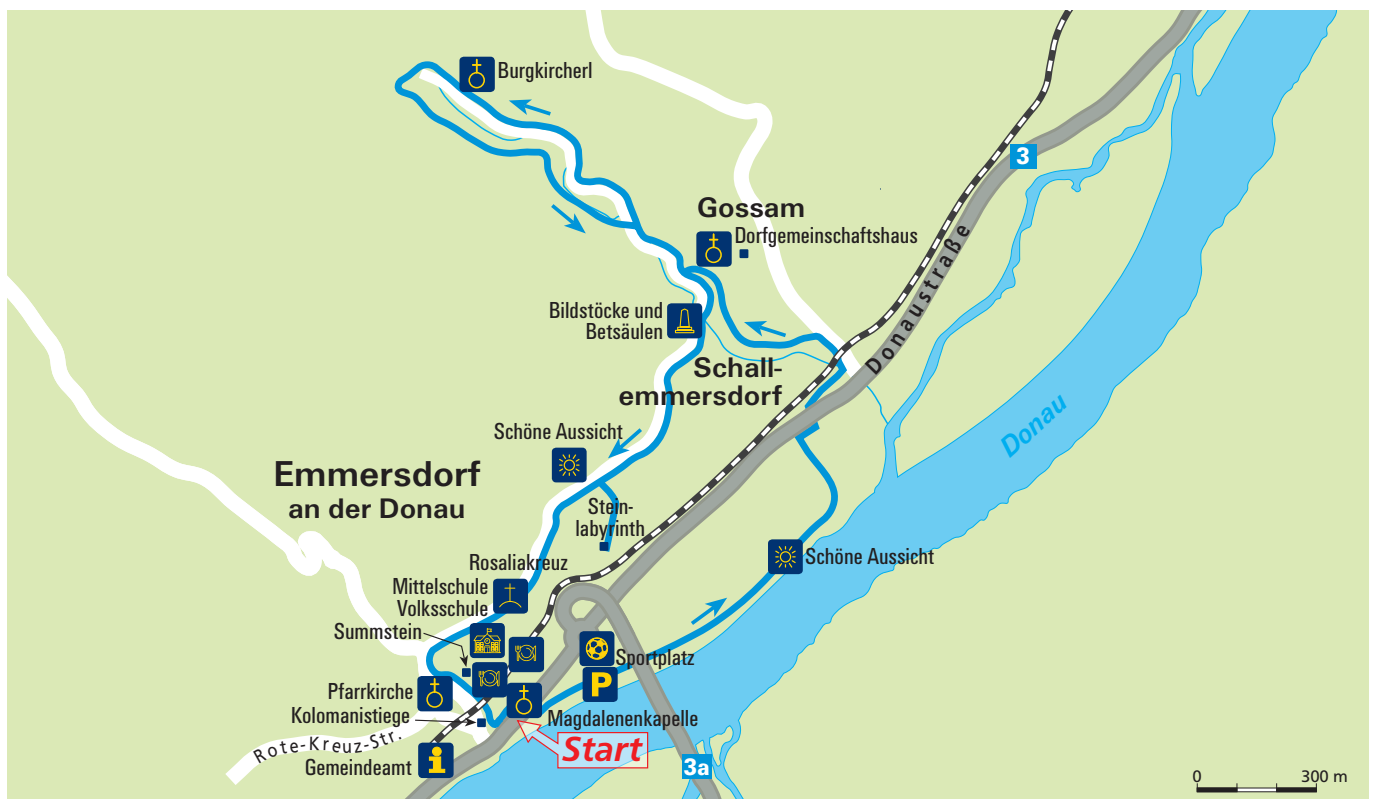 Burgkircherl
3
Gossam
Dorfgemeinschaftshaus
Donaustraße
Bildstöcke und
Betsäulen
Schall-
emmersdorf
Donau
Schöne Aussicht
Emmersdorf
an der Donau
Stein-
labyrinth
Schöne Aussicht
Rosaliakreuz
Mittelschule
Volksschule
Summstein
Sportplatz
P
Pfarrkirche
Kolomanistiege
Magdalenenkapelle
Rote-Kreuz-Str.
Start
Gemeindeamt
i
3a
0 300 m